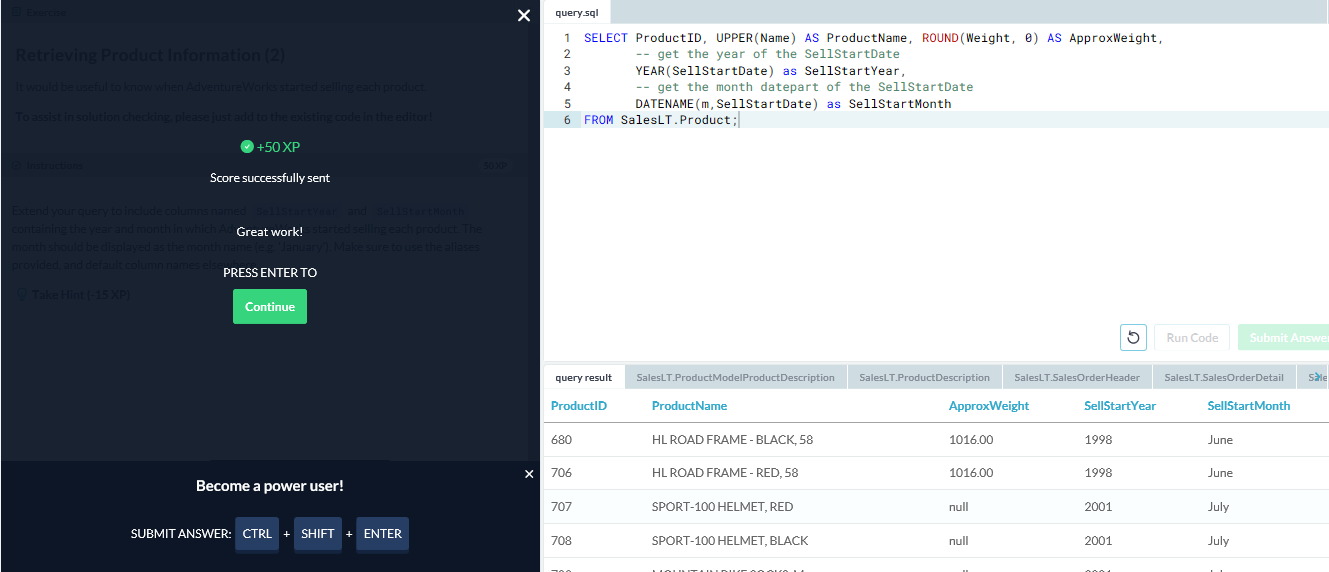 Exercise
Retrieving Product Information (2)
It would be useful to know when AdventureWorks started selling each product.
To assist in solution checking, please just add to the existing code in the editor!
+50 XP
Instructions
50 XP
Score successfully sent
Extend your query to include columns named SellStartYear and SellStartMonth
containing the year and month in which started selling each product. The
Great work!
month should be displayed as the month name (e.g. 'January'). Make sure to use the aliases
provided, and default column names
PRESS ENTER TO
Take Hint (-15 XP)
Continue
Become a power user!
SUBMIT ANSWER: CTRL + SHIFT + ENTER
query.sql
1 SELECT ProductID, UPPER(Name) AS ProductName, ROUND(Weight, 0) AS ApproxWeight,
2 -- get the year of the SellStartDate
3 YEAR(SellStartDate) as SellStartYear,
4 -- get the month datepart of the SellStartDate
5 DATENAME(m,SellStartDate) as SellStartMonth
6 FROM SalesLT.Product;
Run Code
Submit Answer
query result SalesLT.ProductModelProductDescription SalesLT.ProductDescription SalesLT.SalesOrderHeader SalesLT.SalesOrderDetail
ProductID ProductName ApproxWeight SellStartYear SellStartMonth
680 HL ROAD FRAME - BLACK, 58 1016.00 1998 June
706 HL ROAD FRAME - RED, 58 1016.00 1998 June
707 SPORT-100 HELMET, RED null 2001 July
708 SPORT-100 HELMET, BLACK null 2001 July